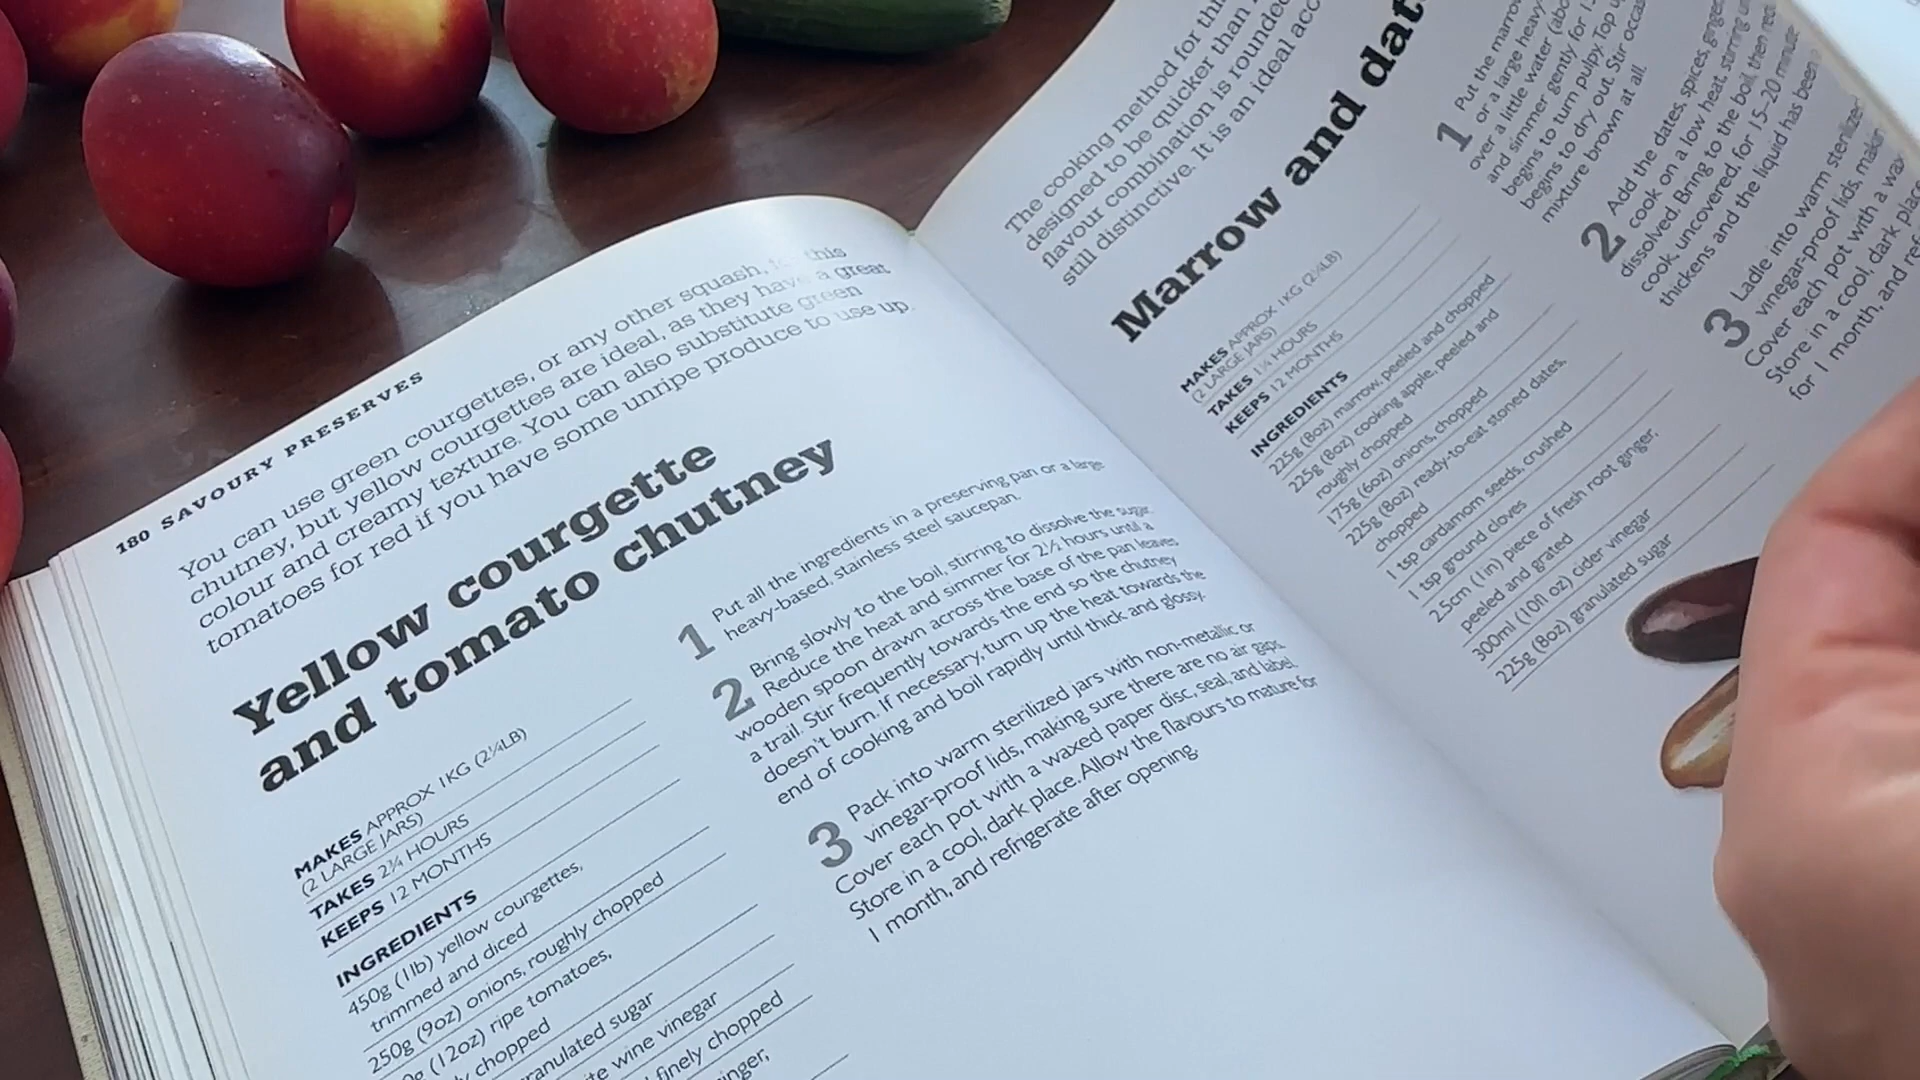 180 SAVOURY PRESERVES
You can use green courgettes, or any other squash, this
chutney, but yellow courgettes are ideal, as they have a great
colour and creamy texture. You can also substitute green
tomatoes for red if you have some unripe produce to use up.
Yellow courgette
and tomato chutney
MAKES APPROX 1KG (2¼LB)
(2 LARGE JARS)
TAKES 2¾ HOURS
KEEPS 12 MONTHS
INGREDIENTS
450g (1lb) yellow courgettes,
trimmed and diced
250g (9oz) onions, roughly chopped
(12oz) ripe tomatoes,
chopped
granulated sugar
wine vinegar
finely chopped
1 Put all the ingredients in a preserving pan or a large
heavy-based, stainless steel saucepan.
2 Bring slowly to the boil, stirring to dissolve the sugar.
Reduce the heat and simmer for 2½ hours until a
wooden spoon drawn across the base of the pan leaves
a trail. Stir frequently towards the end so the chutney
doesn't burn. If necessary, turn up the heat towards the
end of cooking and boil rapidly until thick and glossy.
3 Pack into warm sterilized jars with non-metallic or
vinegar-proof lids, making sure there are no air gaps.
Cover each pot with a waxed paper disc, seal, and label.
Store in a cool, dark place. Allow the flavours to mature for
1 month, and refrigerate after opening.
The cooking method for this
designed to be quicker than
flavour combination is rounded
still distinctive. It is an ideal
Marrow and
MAKES APPROX 1KG (2¼LB)
(2 LARGE JARS)
TAKES 1¼ HOURS
KEEPS 12 MONTHS
INGREDIENTS
225g (8oz) marrow, peeled and chopped
225g (8oz) cooking apple, peeled and
roughly chopped
175g (6oz) onions, chopped
225g (8oz) ready-to-eat stoned dates,
chopped
1 tsp cardamom seeds, crushed
1 tsp ground cloves
2.5cm (1in) piece of fresh root ginger,
peeled and grated
300ml (10fl oz) cider vinegar
225g (8oz) granulated sugar
1 Put the marrow
or a large heavy
over a little water
and simmer gently for
begins to turn pulpy. Top
begins to dry out. Stir
mixture brown at all.
2 Add the dates, spices, ginger
cook on a low heat, stirring
dissolved. Bring to the boil, then
cook, uncovered, for 15–20 minutes
thickens and the liquid has been
3 Ladle into warm sterilized
vinegar-proof lids,
Cover each pot with a
Store in a cool, dark
for 1 month, and